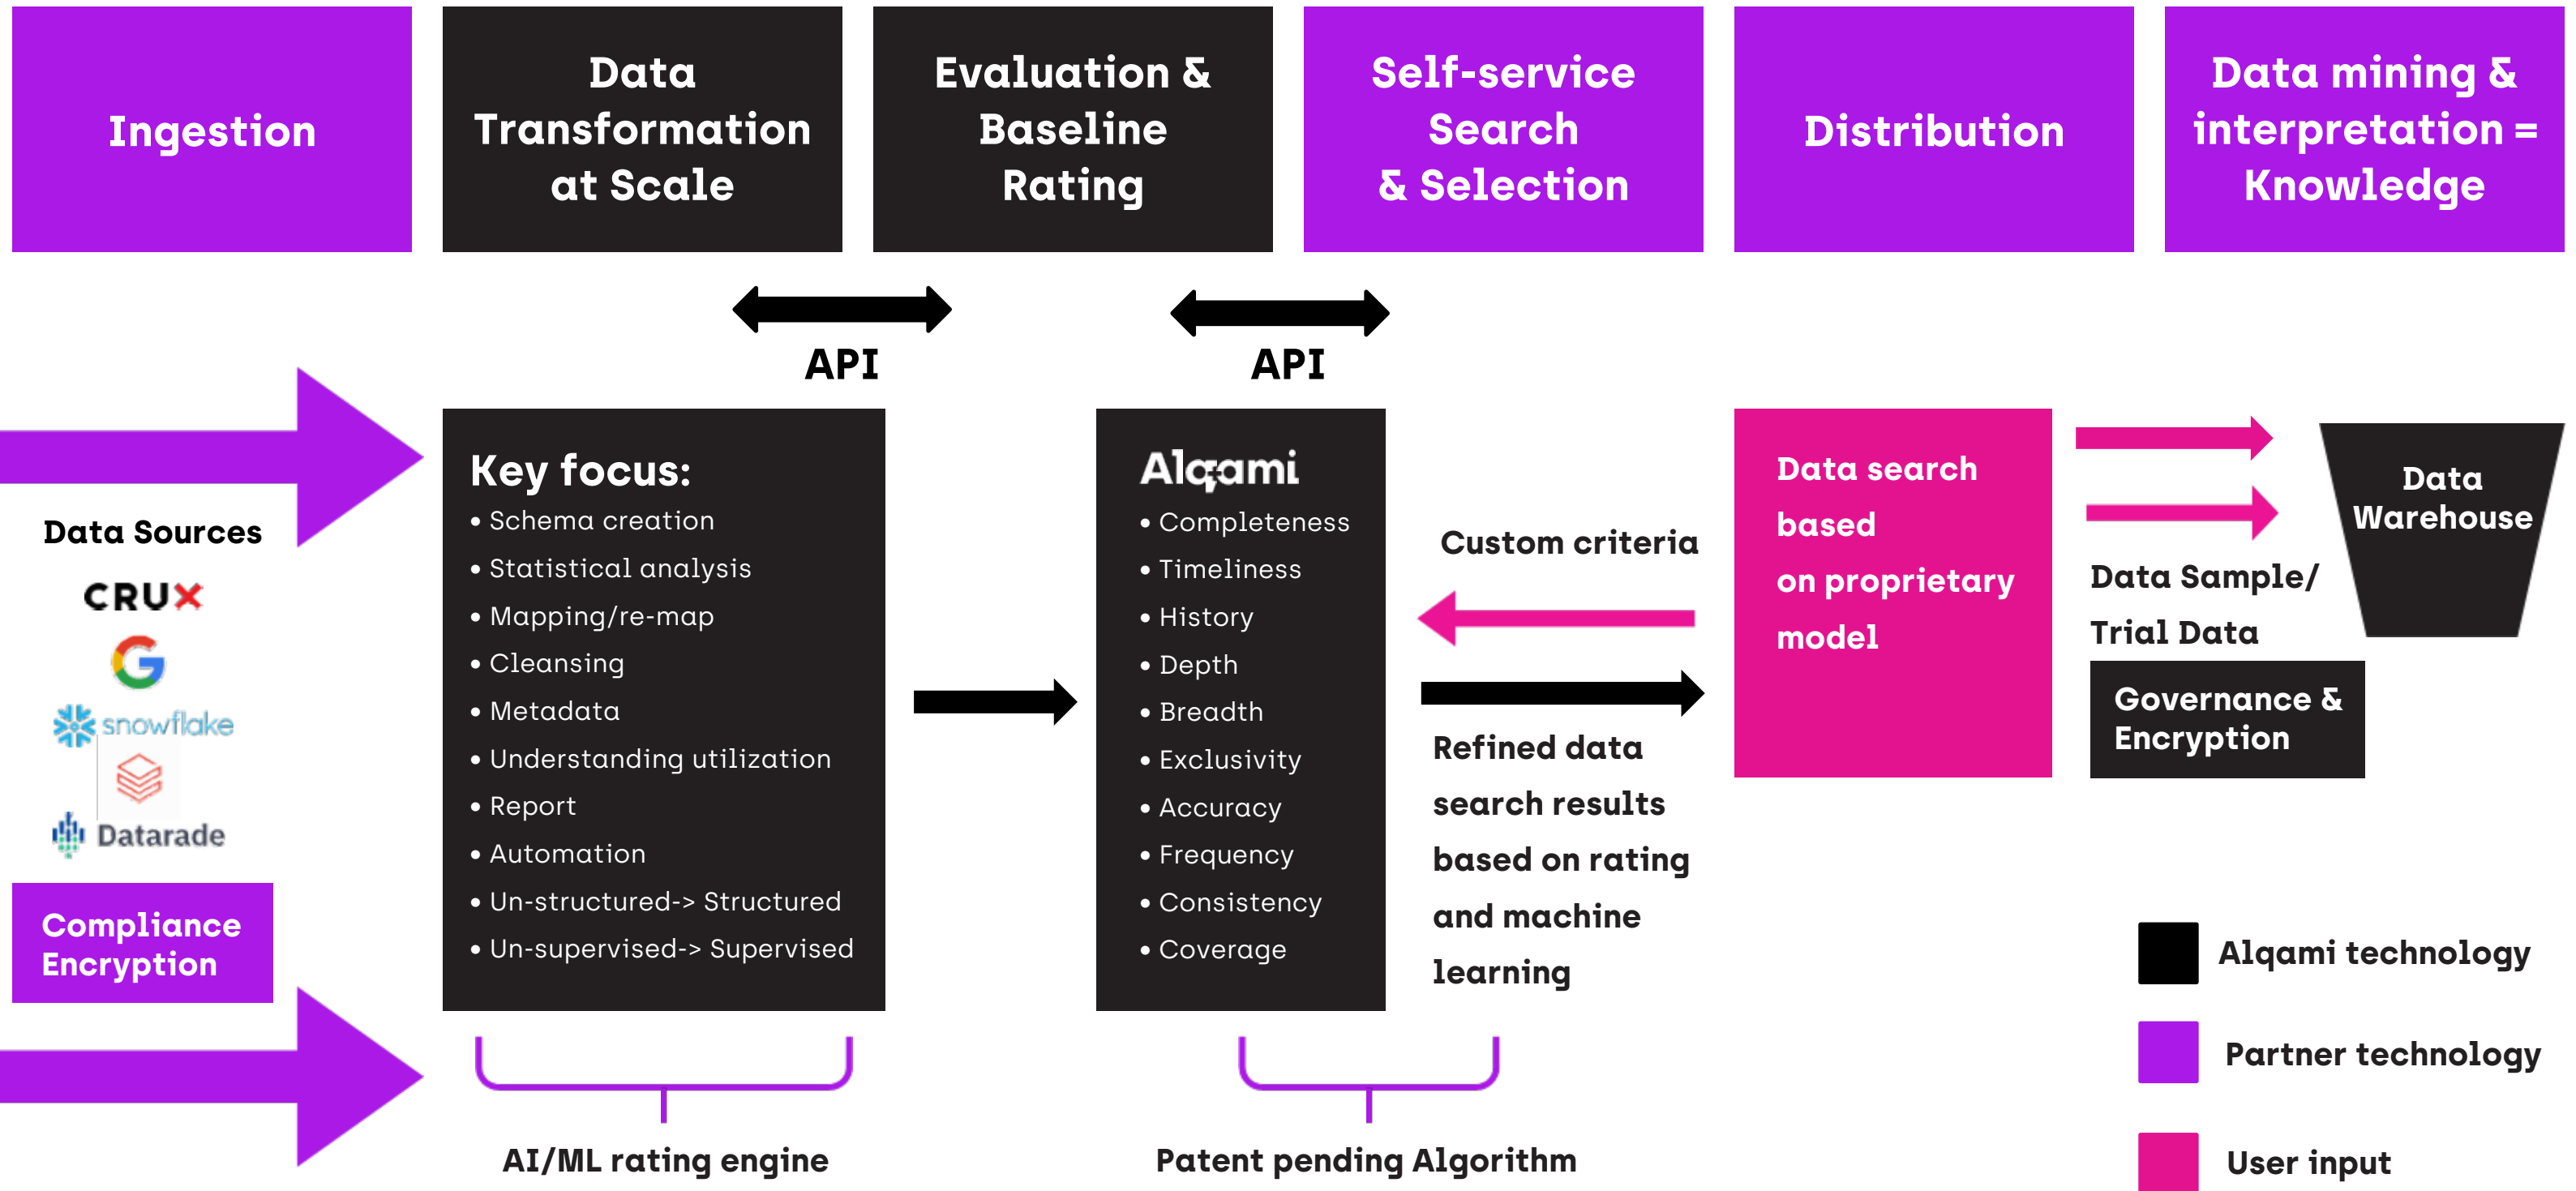 Ingestion
Data
Transformation
at Scale
Evaluation &
Baseline
Rating
Self-service
Search
& Selection
Distribution
Data mining &
interpretation =
Knowledge
API
API
Data Sources
CRUX
G
snowflake
Datarade
Compliance
Encryption
Key focus:
• Schema creation
• Statistical analysis
• Mapping/re-map
• Cleansing
• Metadata
• Understanding utilization
• Report
• Automation
• Un-structured-> Structured
• Un-supervised-> Supervised
AI/ML rating engine
Alqami
• Completeness
• Timeliness
• History
• Depth
• Breadth
• Exclusivity
• Accuracy
• Frequency
• Consistency
• Coverage
Patent pending Algorithm
Custom criteria
Refined data
search results
based on rating
and machine
learning
Data search
based
on proprietary
model
Data Sample/
Trial Data
Governance &
Encryption
Data
Warehouse
Alqami technology
Partner technology
User input